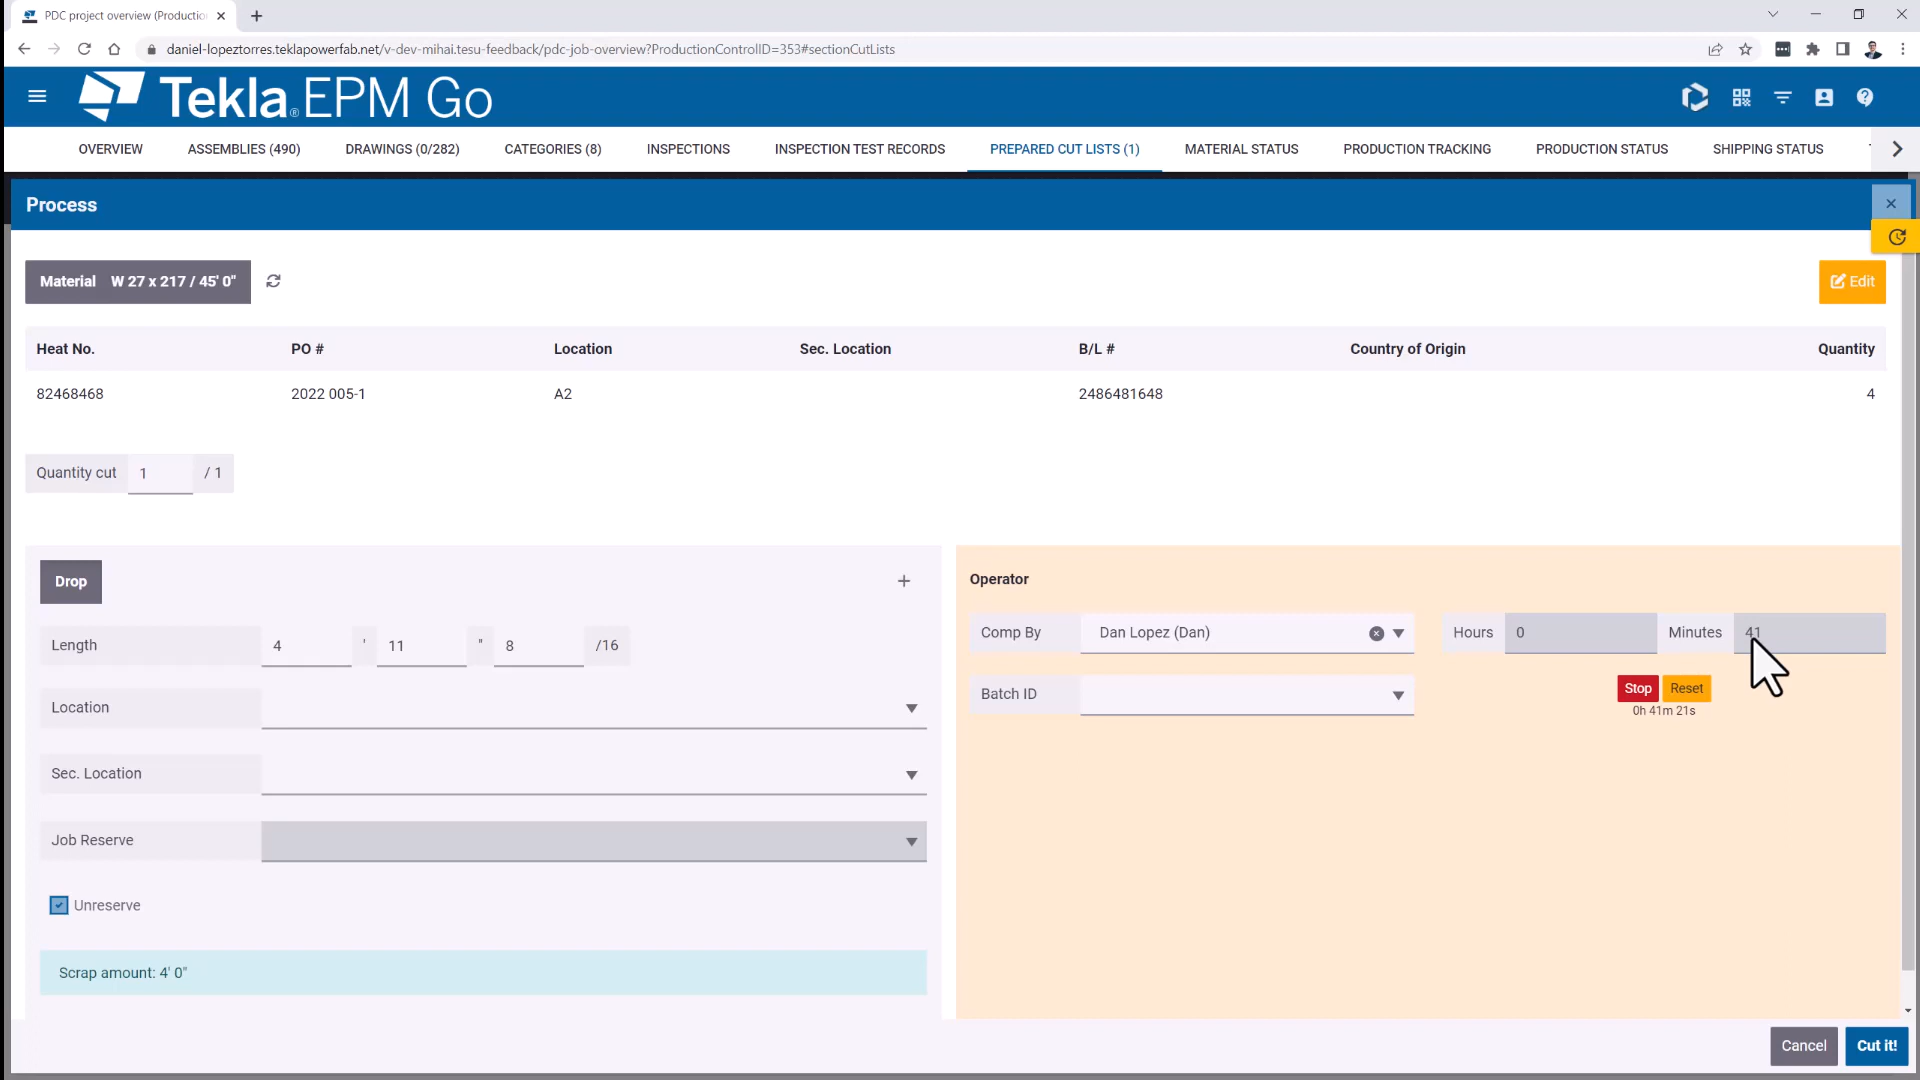 PDC project overview (Productio
daniel-lopeztorres.teklapowerfab.net/v-dev-mihai.tesu-feedback/pdc-job-overview?ProductionControlID=353#sectionCutLists
Tekla® EPM Go
OVERVIEW ASSEMBLIES (490) DRAWINGS (0/282) CATEGORIES (8) INSPECTIONS INSPECTION TEST RECORDS PREPARED CUT LISTS (1) MATERIAL STATUS PRODUCTION TRACKING PRODUCTION STATUS SHIPPING STATUS
Process
Material W 27 x 217 / 45' 0"
Edit
Heat No. PO # Location Sec. Location B/L # Country of Origin Quantity
82468468 2022 005-1 A2 2486481648 4
Quantity cut 1 / 1
Drop
Length 4 ' 11 " 8 /16
Location
Sec. Location
Job Reserve
Unreserve
Scrap amount: 4' 0"
Operator
Comp By Dan Lopez (Dan) Hours 0 Minutes 41
Batch ID
Stop Reset
0h 41m 21s
Cancel Cut it!